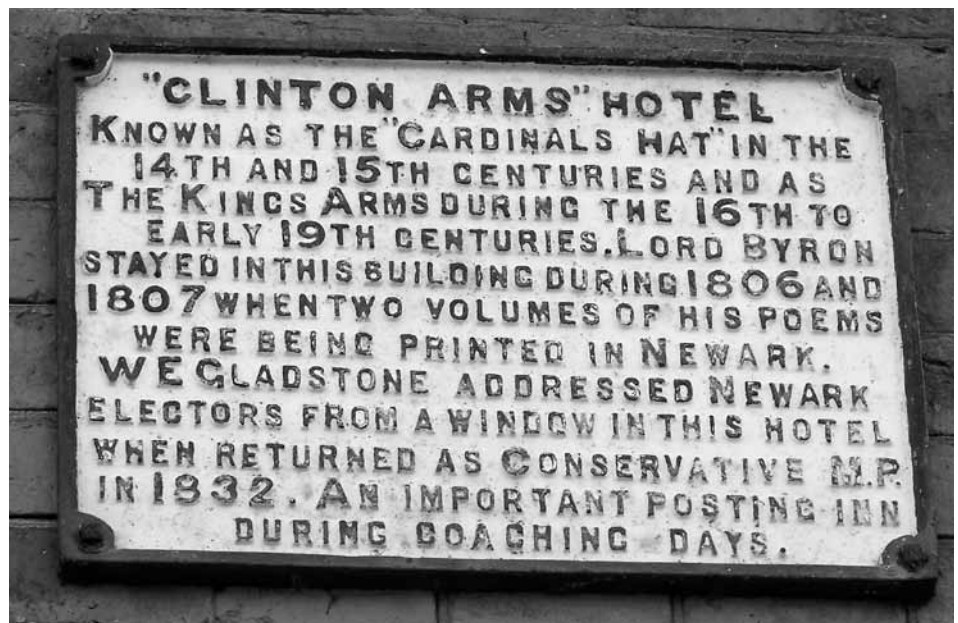 "CLINTON ARMS" HOTEL
KNOWN AS THE "CARDINALS HAT" IN THE
14TH AND 15TH CENTURIES AND AS
THE KINGS ARMS DURING THE 16TH TO
EARLY 19TH CENTURIES. LORD BYRON
STAYED IN THIS BUILDING DURING 1806 AND
1807 WHEN TWO VOLUMES OF HIS POEMS
WERE BEING PRINTED IN NEWARK.
W E GLADSTONE ADDRESSED NEWARK
ELECTORS FROM A WINDOW IN THIS HOTEL
WHEN RETURNED AS CONSERVATIVE M.P.
IN 1832. AN IMPORTANT POSTING INN
DURING COACHING DAYS.